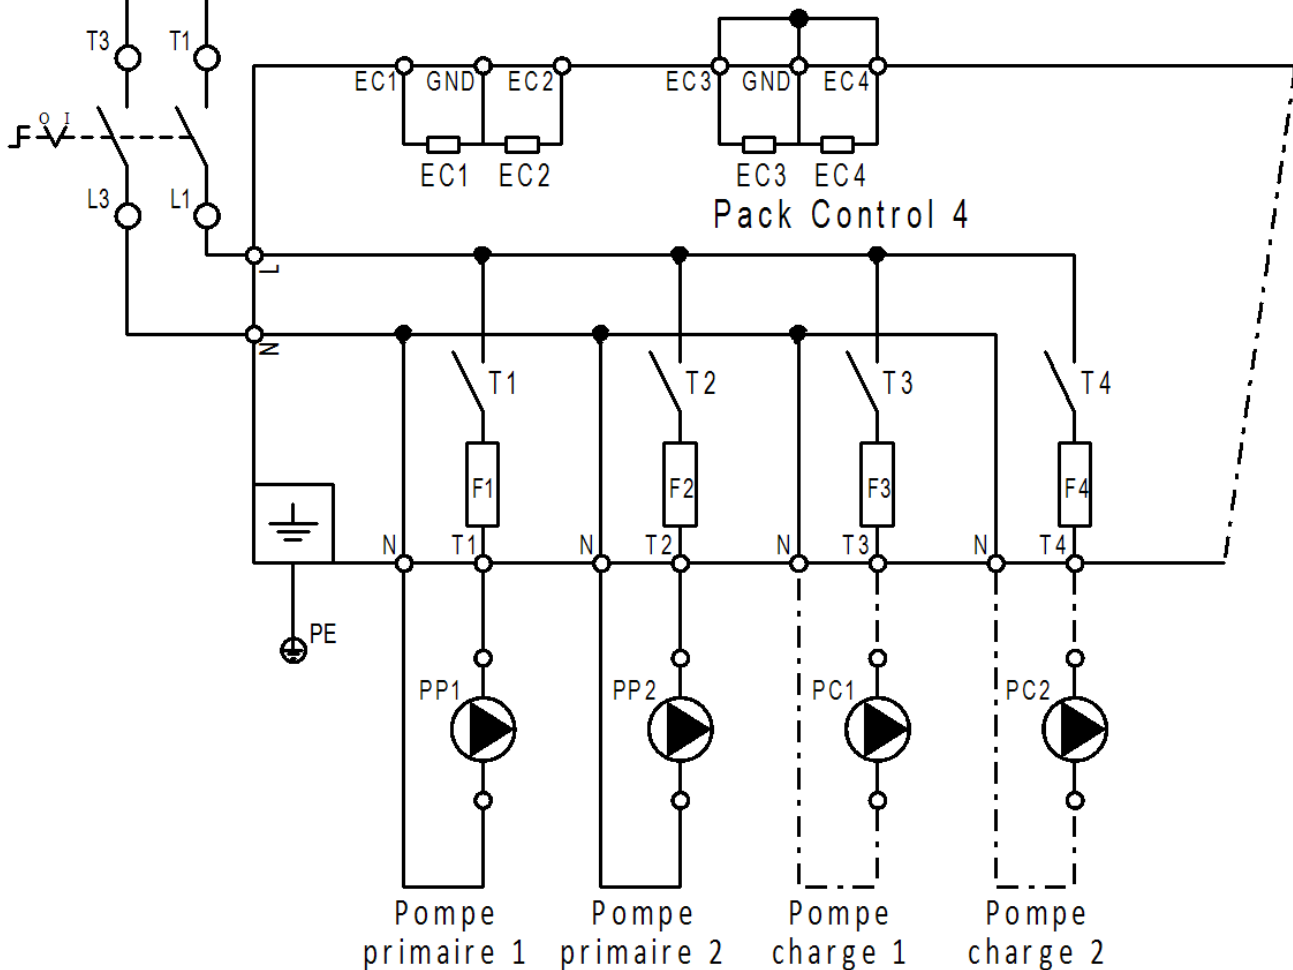 T3 T1
EC1 GND EC2 EC3 GND EC4
O I
EC1 EC2 EC3 EC4
L3 L1
Pack Control 4
L
N
T1 T2 T3 T4
F1 F2 F3 F4
N T1 N T2 N T3 N T4
PE
PP1 PP2 PC1 PC2
Pompe primaire 1
Pompe primaire 2
Pompe charge 1
Pompe charge 2